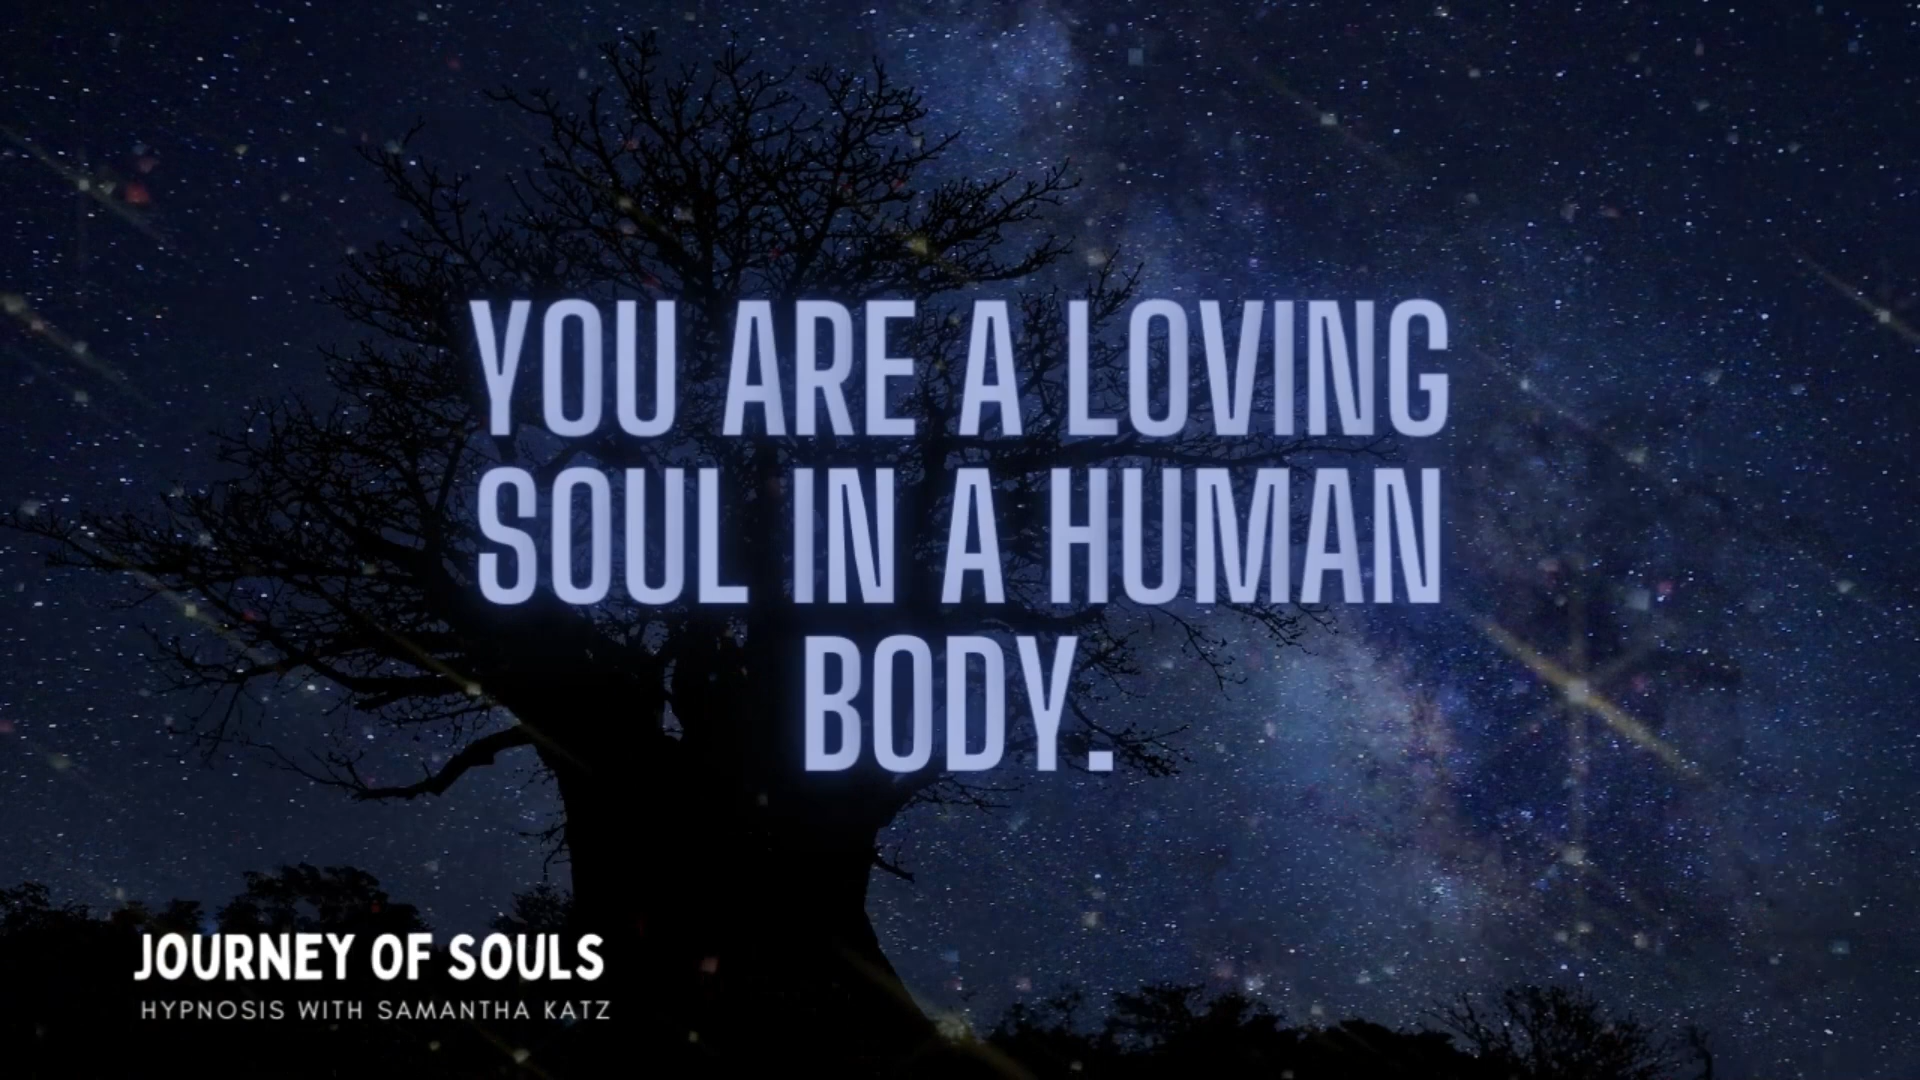 YOU ARE A LOVING
SOUL IN A HUMAN
BODY.
JOURNEY OF SOULS
HYPNOSIS WITH SAMANTHA KATZ